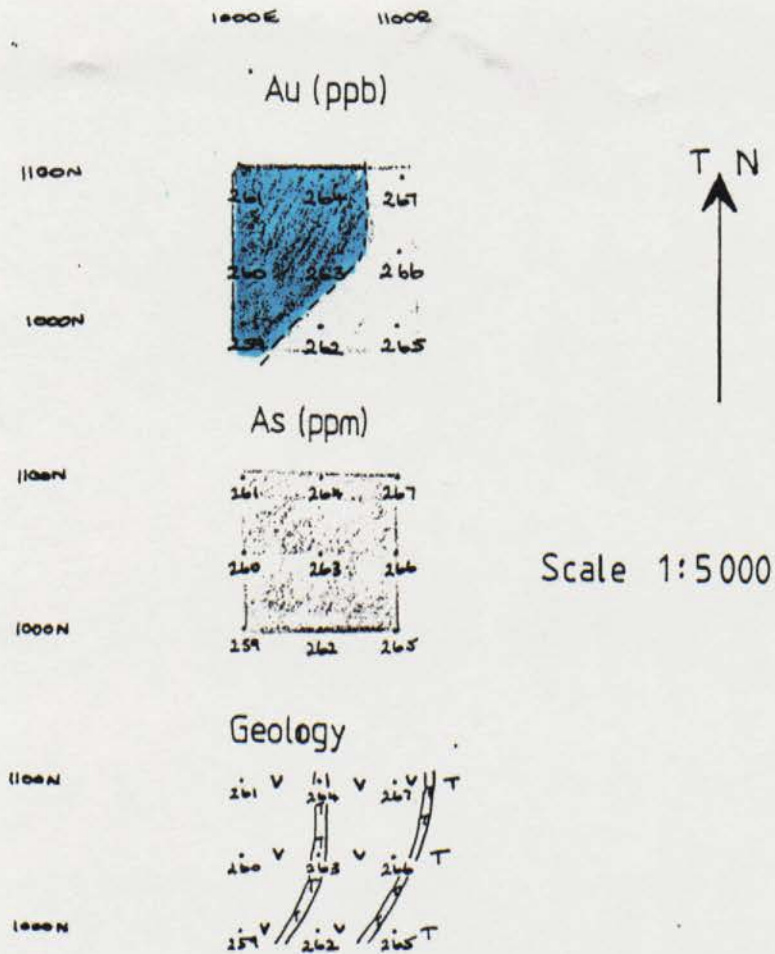 1000E 1100E
Au (ppb)
1100N
261 264 267
T N
260 263 266
1000N
259 262 265
As (ppm)
1100N
261 264 267
260 263 266
Scale 1:5000
1000N
259 262 265
Geology
1100N
261 V 264 V 267 T
260 V 263 V 266 T
1000N
259 V 262 V 265 T